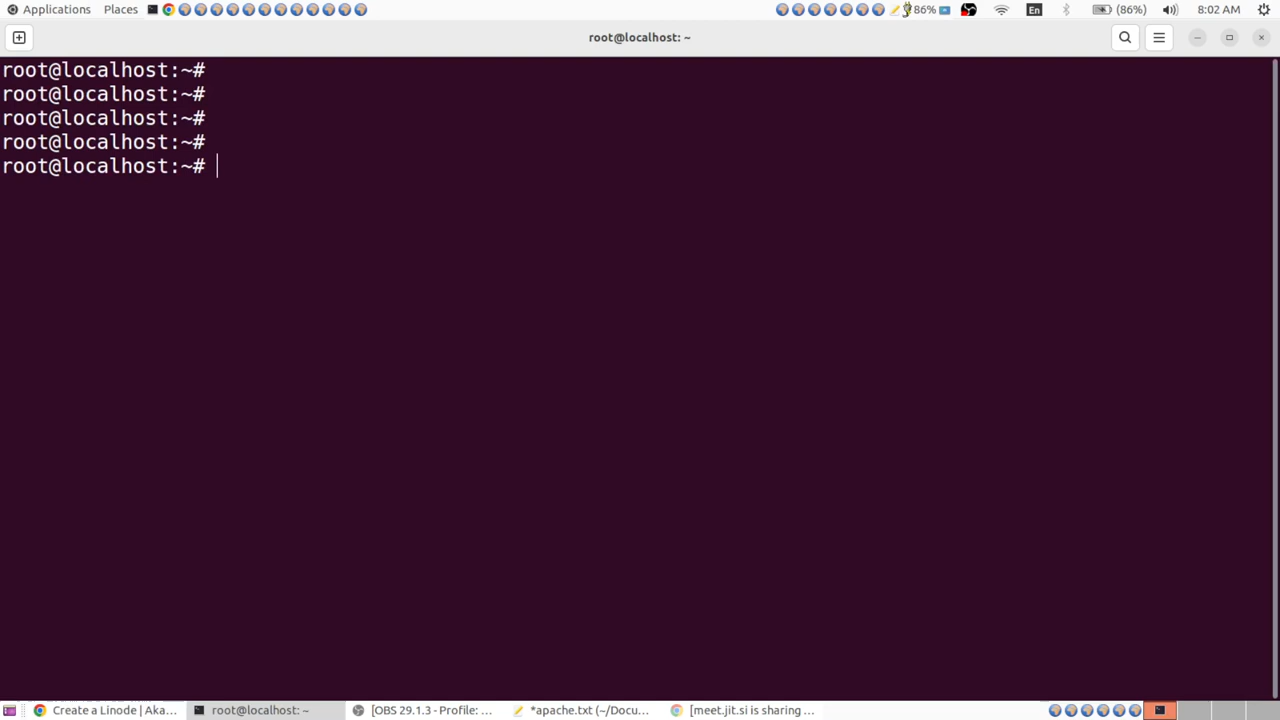 Applications Places 86% En (86%) 8:02 AM
root@localhost: ~
root@localhost:~#
root@localhost:~#
root@localhost:~#
root@localhost:~#
root@localhost:~#
Create a Linode | Aka... root@localhost: ~ [OBS 29.1.3 - Profile: ... *apache.txt (~/Docu... [meet.jit.si is sharing ...